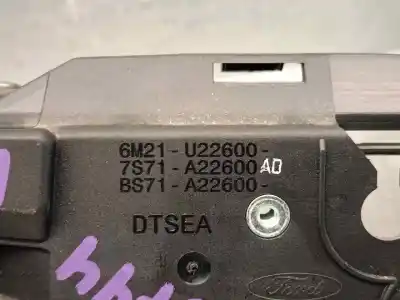 6M21-U22600-
7S71-A22600 AD
BS71-A22600-
DTSEA
Ford